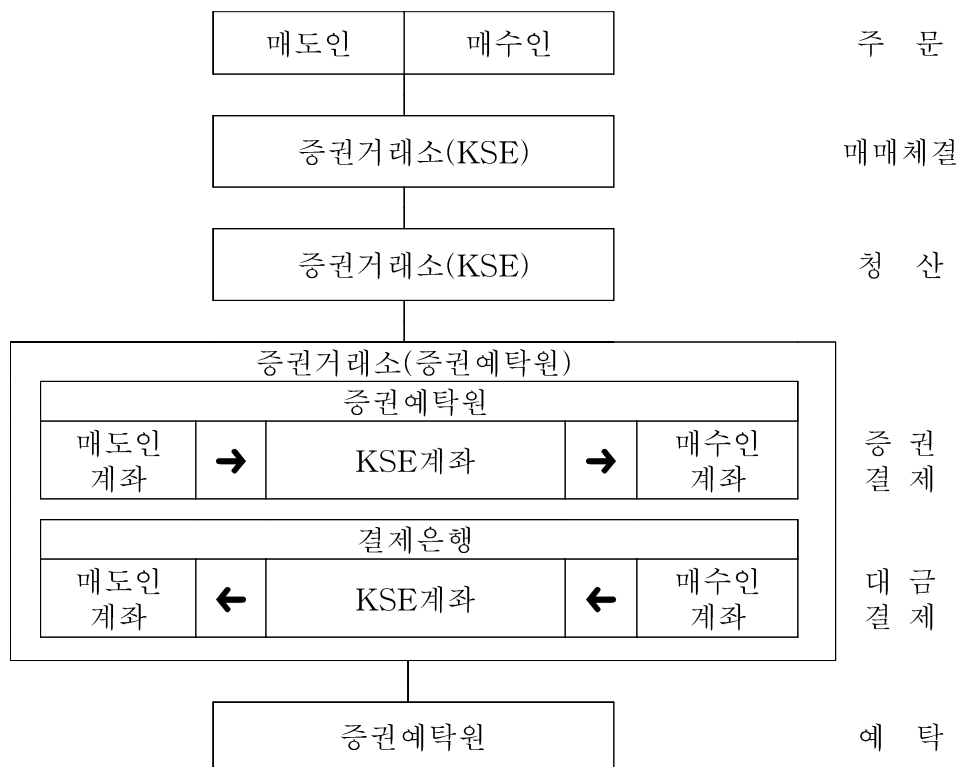 매도인 매수인 주 문
증권거래소(KSE) 매매체결
증권거래소(KSE) 청 산
증권거래소(증권예탁원)
증권예탁원
매도인 계좌 → KSE계좌 → 매수인 계좌 증 권 결 제
결제은행
매도인 계좌 ← KSE계좌 ← 매수인 계좌 대 금 결 제
증권예탁원 예 탁